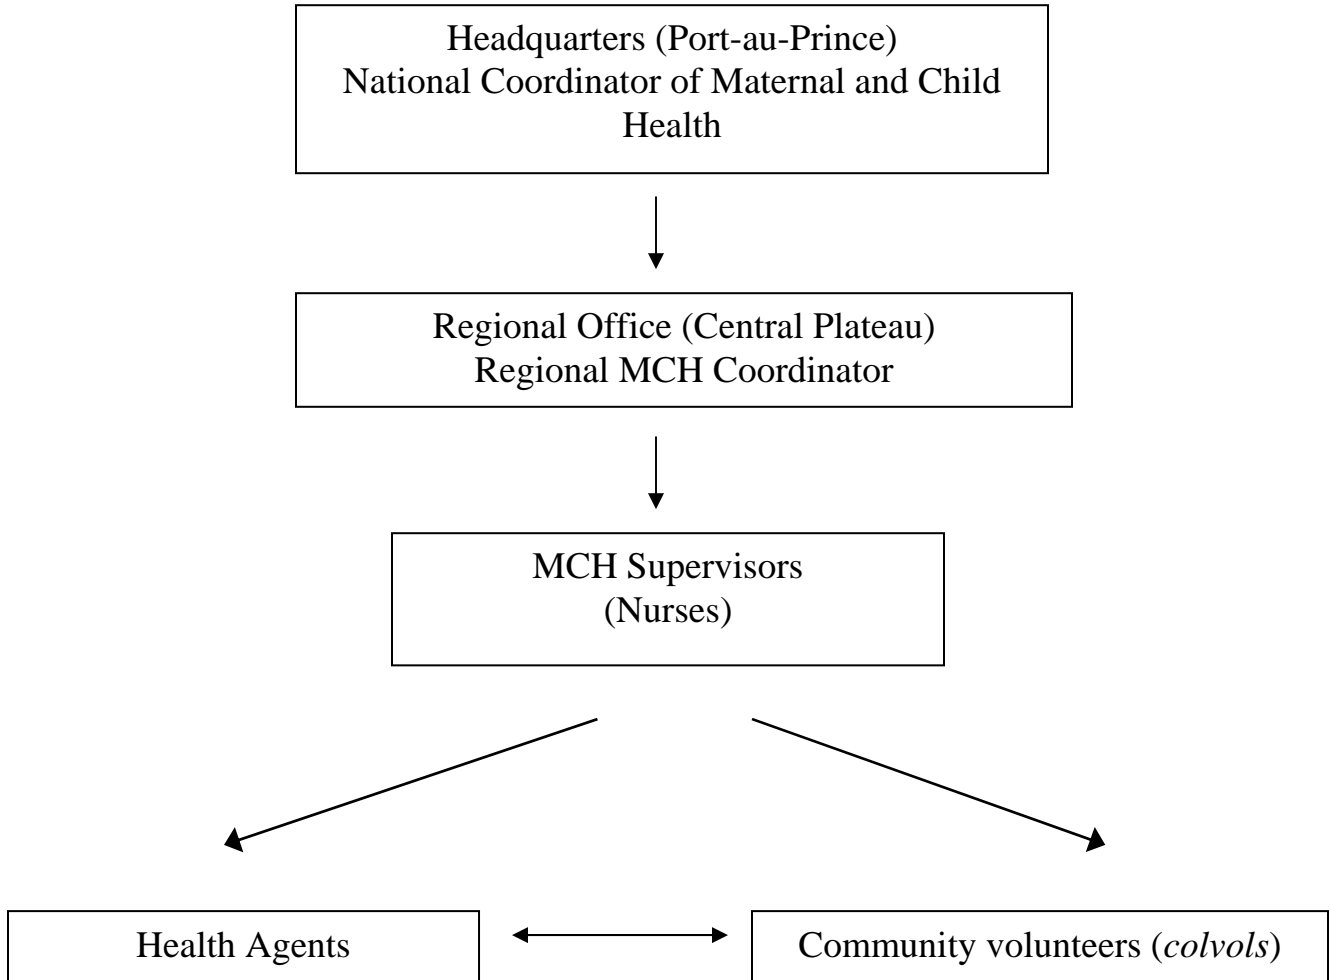 Headquarters (Port-au-Prince)
National Coordinator of Maternal and Child
Health
Regional Office (Central Plateau)
Regional MCH Coordinator
MCH Supervisors
(Nurses)
Health Agents
Community volunteers (colvols)